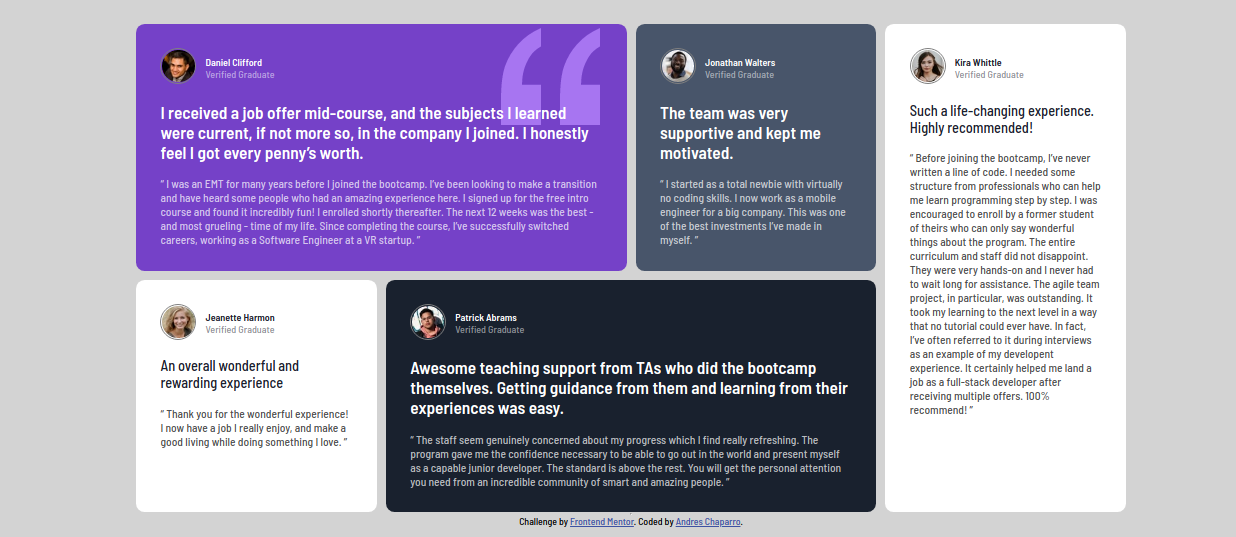 Daniel Clifford
Verified Graduate
I received a job offer mid-course, and the subjects I learned
were current, if not more so, in the company I joined. I honestly
feel I got every penny’s worth.
“ I was an EMT for many years before I joined the bootcamp. I’ve been looking to make a transition
and have heard some people who had an amazing experience here. I signed up for the free intro
course and found it incredibly fun! I enrolled shortly thereafter. The next 12 weeks was the best -
and most grueling - time of my life. Since completing the course, I’ve successfully switched
careers, working as a Software Engineer at a VR startup. ”
Jonathan Walters
Verified Graduate
The team was very
supportive and kept me
motivated.
“ I started as a total newbie with virtually
no coding skills. I now work as a mobile
engineer for a big company. This was one
of the best investments I’ve made in
myself. ”
Kira Whittle
Verified Graduate
Such a life-changing experience.
Highly recommended!
“ Before joining the bootcamp, I’ve never
written a line of code. I needed some
structure from professionals who can help
me learn programming step by step. I was
encouraged to enroll by a former student
of theirs who can only say wonderful
things about the program. The entire
curriculum and staff did not disappoint.
They were very hands-on and I never had
to wait long for assistance. The agile team
project, in particular, was outstanding. It
took my learning to the next level in a way
that no tutorial could ever have. In fact,
I’ve often referred to it during interviews
as an example of my developent
experience. It certainly helped me land a
job as a full-stack developer after
receiving multiple offers. 100%
recommend! ”
Jeanette Harmon
Verified Graduate
An overall wonderful and
rewarding experience
“ Thank you for the wonderful experience!
I now have a job I really enjoy, and make a
good living while doing something I love. ”
Patrick Abrams
Verified Graduate
Awesome teaching support from TAs who did the bootcamp
themselves. Getting guidance from them and learning from their
experiences was easy.
“ The staff seem genuinely concerned about my progress which I find really refreshing. The
program gave me the confidence necessary to be able to go out in the world and present myself
as a capable junior developer. The standard is above the rest. You will get the personal attention
you need from an incredible community of smart and amazing people. ”
Challenge by Frontend Mentor. Coded by Andres Chaparro.